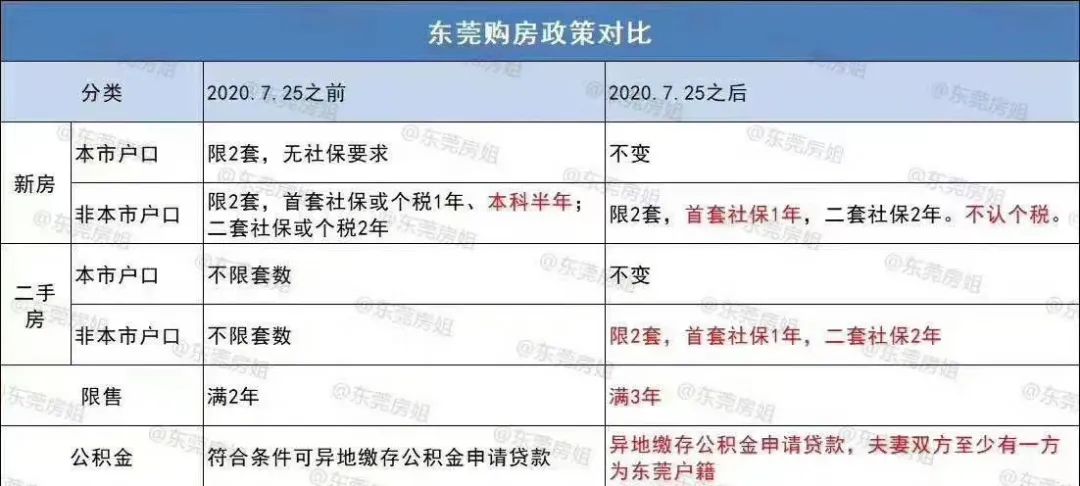 东莞购房政策对比
分类 2020.7.25之前 2020.7.25之后
新房 本市户口 限2套，无社保要求 不变
非本市户口 限2套，首套社保或个税1年、本科半年；
二套社保或个税2年
限2套，首套社保1年，二套社保2年。不认个税。
二手
房
本市户口 不限套数 不变
非本市户口 不限套数 限2套，首套社保1年，二套社保2年
限售 满2年 满3年
公积金 符合条件可异地缴存公积金申请贷款 异地缴存公积金申请贷款，夫妻双方至少有一方
为东莞户籍
@东莞房姐